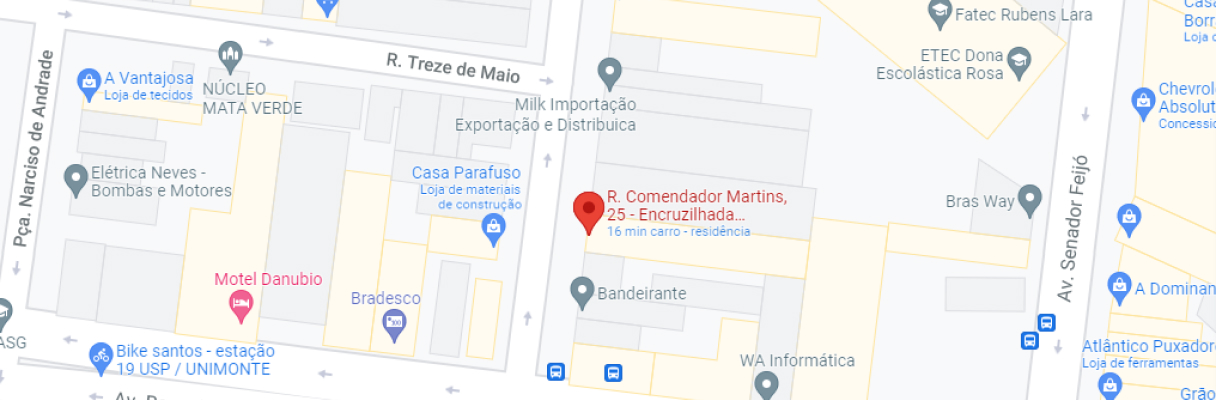 Fatec Rubens Lara
Casa
Borr
Loja c
R. Treze de Maio
ETEC Dona
Escolástica Rosa
A Vantajosa
Loja de tecidos
NÚCLEO
MATA VERDE
Pça. Narciso de Andrade
Milk Importação
Exportação e Distribuica
Chevrole
Absolut
Concessio
Elétrica Neves -
Bombas e Motores
Casa Parafuso
Loja de materiais
de construção
R. Comendador Martins,
25 - Encruzilhada...
16 min carro - residência
Bras Way
Av. Senador Feijó
Motel Danubio
Bradesco
Bandeirante
A Dominan
ASG
Bike santos - estação
19 USP / UNIMONTE
WA Informática
Atlântico Puxador
Loja de ferramentas
Grão